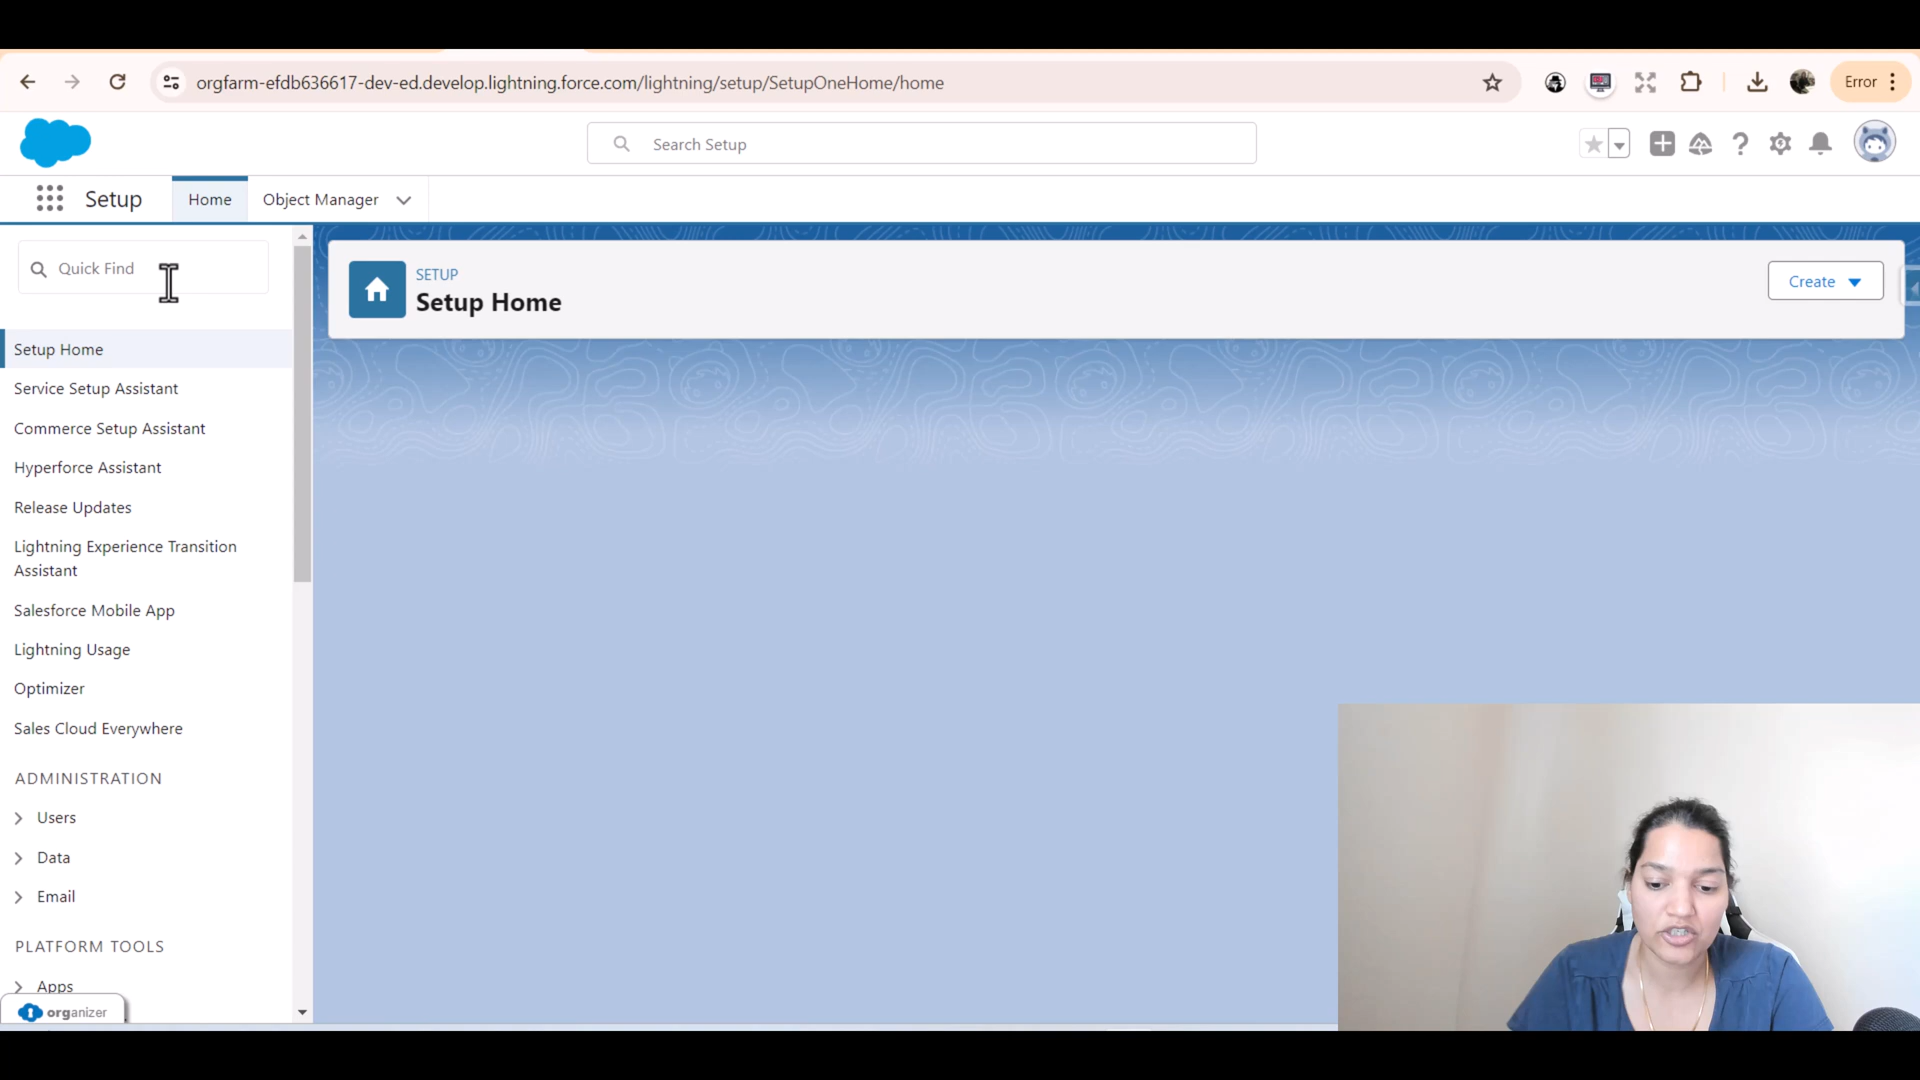 orgfarm-efdb636617-dev-ed.develop.lightning.force.com/lightning/setup/SetupOneHome/home
Error
Search Setup
Setup
Home
Object Manager
Quick Find
SETUP
Setup Home
Create
Setup Home
Service Setup Assistant
Commerce Setup Assistant
Hyperforce Assistant
Release Updates
Lightning Experience Transition
Assistant
Salesforce Mobile App
Lightning Usage
Optimizer
Sales Cloud Everywhere
ADMINISTRATION
Users
Data
Email
PLATFORM TOOLS
Apps
organizer